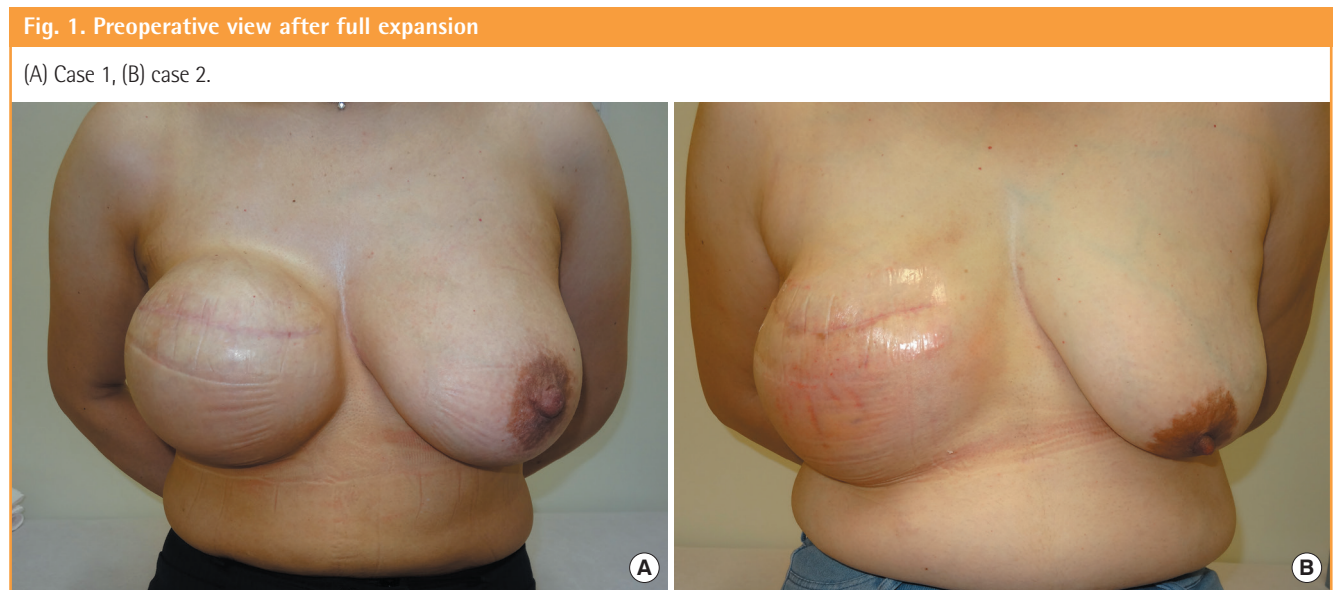 Fig. 1. Preoperative view after full expansion
(A) Case 1, (B) case 2.
A
B